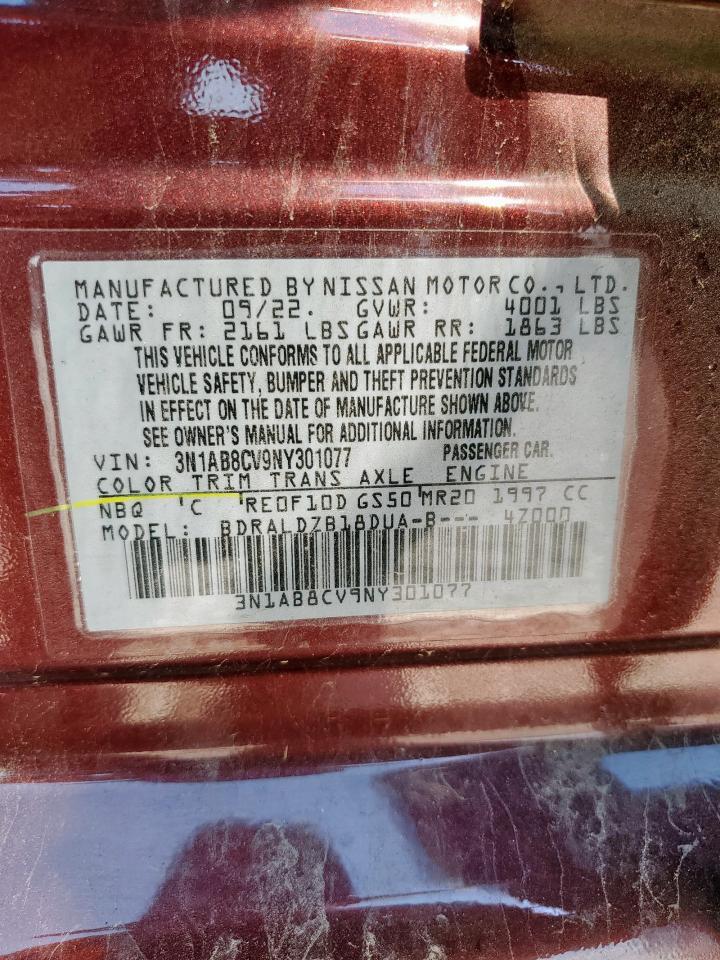 MANUFACTURED BY NISSAN MOTOR CO., LTD.
DATE: 09/22. GVWR: 4001 LBS
GAWR FR: 2161 LBS GAWR RR: 1863 LBS
THIS VEHICLE CONFORMS TO ALL APPLICABLE FEDERAL MOTOR
VEHICLE SAFETY, BUMPER AND THEFT PREVENTION STANDARDS
IN EFFECT ON THE DATE OF MANUFACTURE SHOWN ABOVE.
SEE OWNER'S MANUAL FOR ADDITIONAL INFORMATION.
VIN: 3N1AB8CV9NY301077 PASSENGER CAR.
COLOR TRIM TRANS AXLE ENGINE
NBQ 'C 'RE0F10D GS50 'MR20 1997 CC
MODEL: BDRALDZB18DUA-B--- 4Z000
3N1AB8CV9NY301077